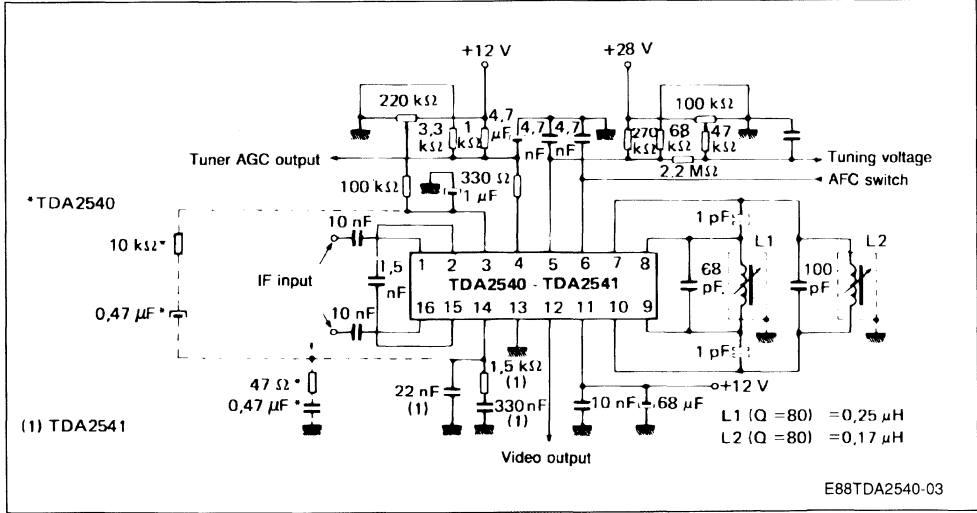 +12 V
+28 V
220 kΩ
3,3 kΩ
1 kΩ
4,7 µF
4,7 nF
4,7
270 kΩ
68 kΩ
100 kΩ
47 kΩ
2.2 MΩ
Tuner AGC output
Tuning voltage
AFC switch
100 kΩ
1 µF
330 Ω
*TDA2540
10 kΩ*
0,47 µF*
10 nF
IF input
1,5 nF
10 nF
1 2 3 4 5 6 7 8
TDA2540 - TDA2541
16 15 14 13 12 11 10 9
1 pF
L1
L2
68 pF
100 pF
1 pF
47 Ω*
0,47 µF*
22 nF (1)
1,5 kΩ (1)
330nF (1)
10 nF
68 µF
+12 V
(1) TDA2541
Video output
L1 (Q =80) =0,25 µH
L2 (Q =80) =0,17 µH
E88TDA2540-03